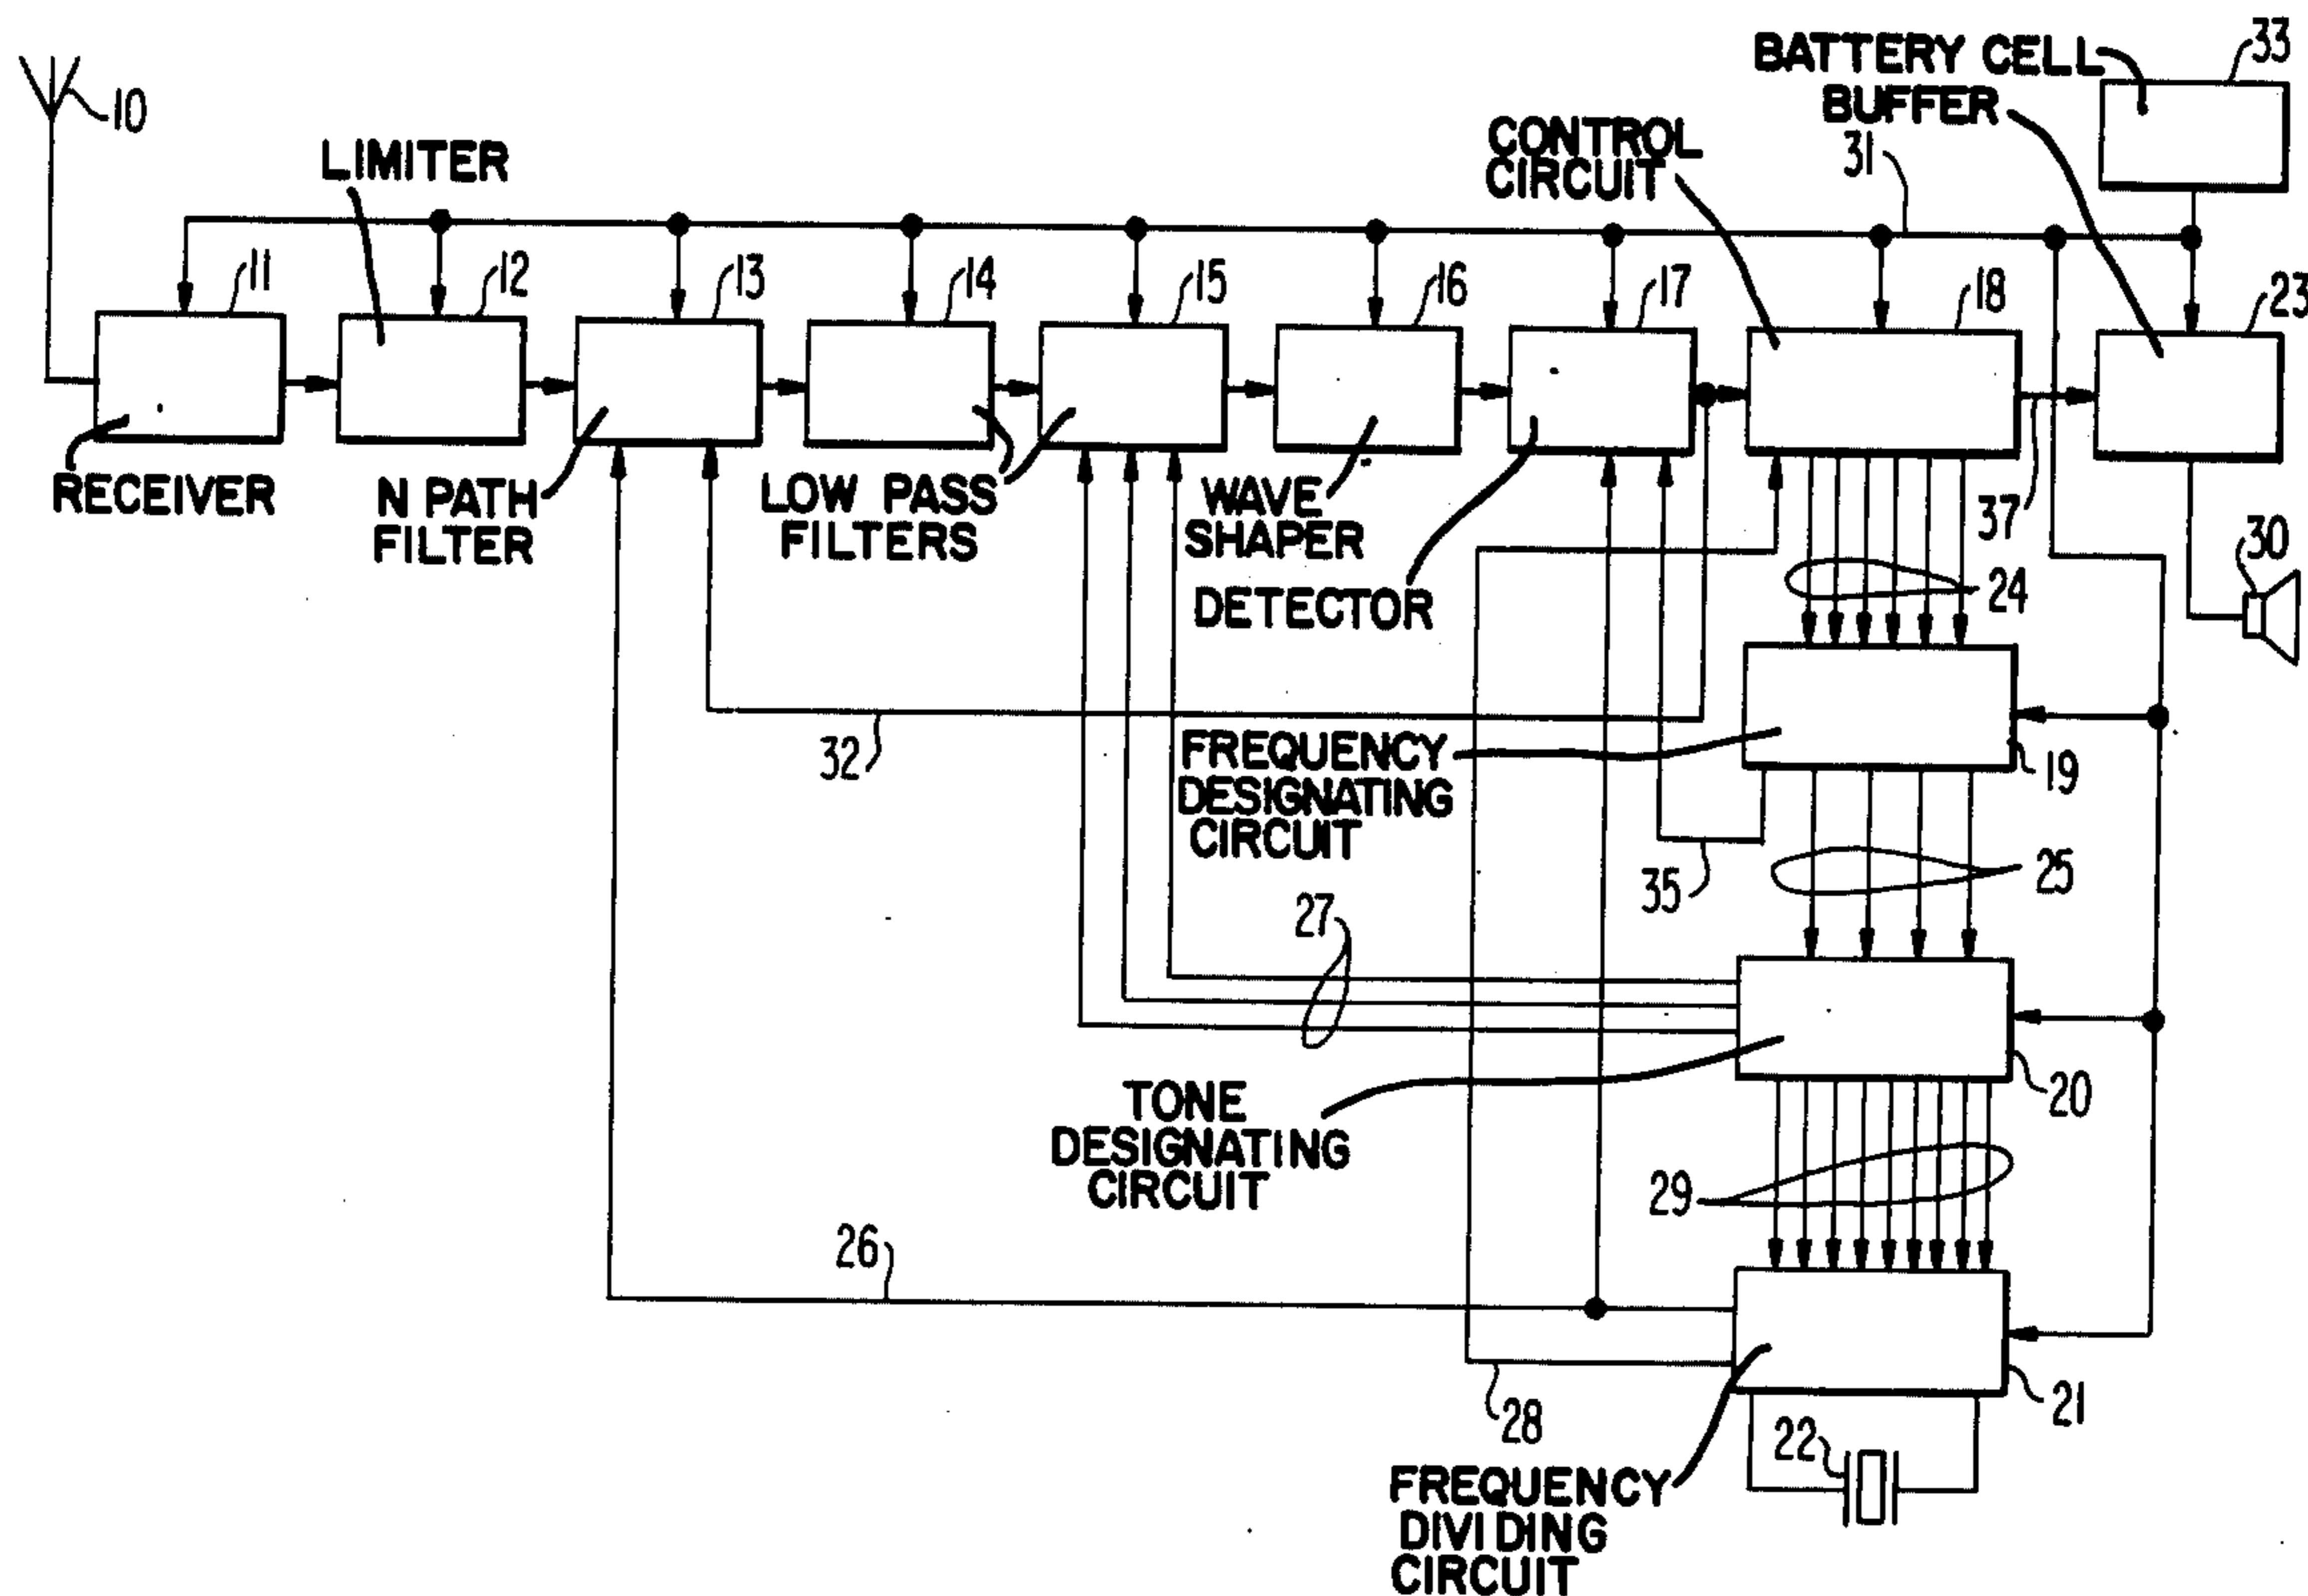 BATTERY CELL
33
BUFFER
10
LIMITER
CONTROL
CIRCUIT
31
11
12
13
14
15
16
17
18
23
RECEIVER
N PATH
FILTER
LOW PASS
FILTERS
WAVE
SHAPER
DETECTOR
37
30
24
32
FREQUENCY
DESIGNATING
CIRCUIT
19
35
25
27
TONE
DESIGNATING
CIRCUIT
20
29
26
28
21
22
FREQUENCY
DIVIDING
CIRCUIT